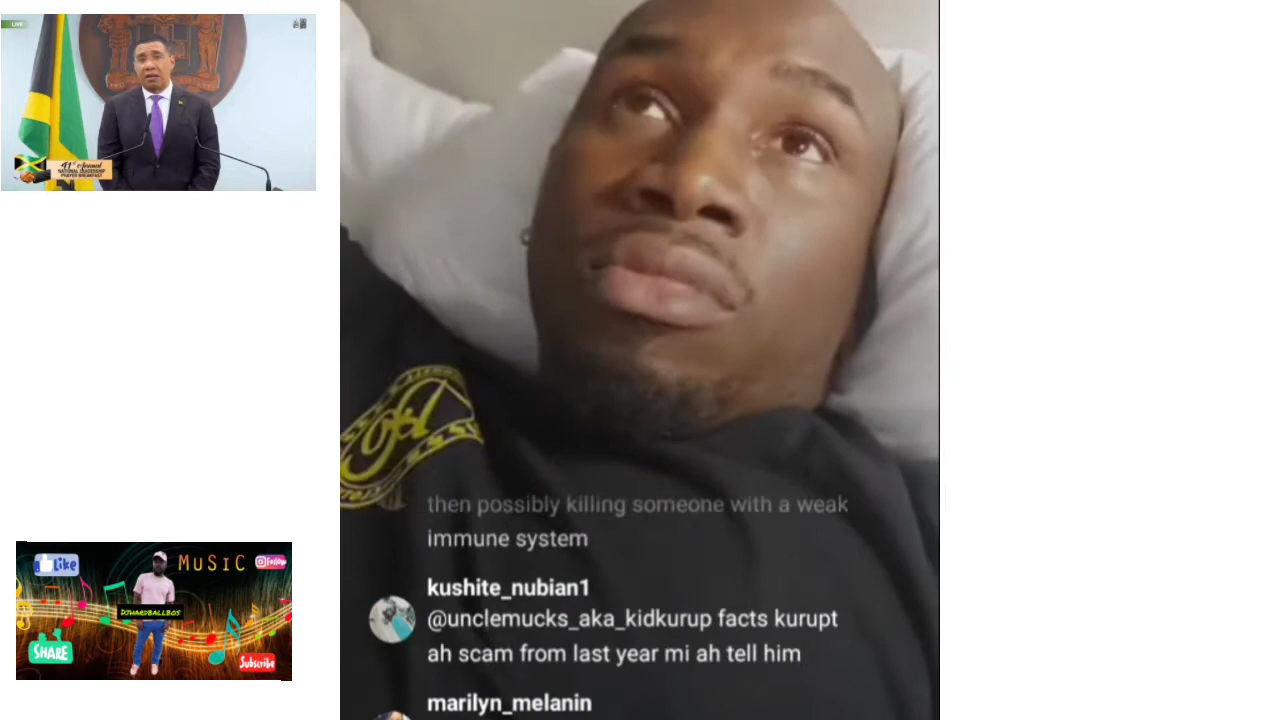 LIVE
41st Annual
NATIONAL LEADERSHIP
PRAYER BREAKFAST
then possibly killing someone with a weak
immune system
kushite_nubian1
@unclemucks_aka_kidkurup facts kurupt
ah scam from last year mi ah tell him
marilyn_melanin
Like
MUSIC
Follow
DJHARDBALLBOS
SHARE
Subscribe